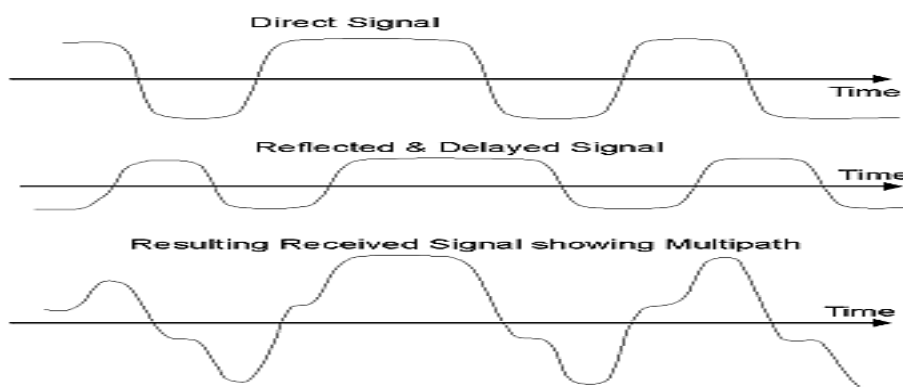 Direct Signal
Time
Reflected & Delayed Signal
Time
Resulting Received Signal showing Multipath
Time